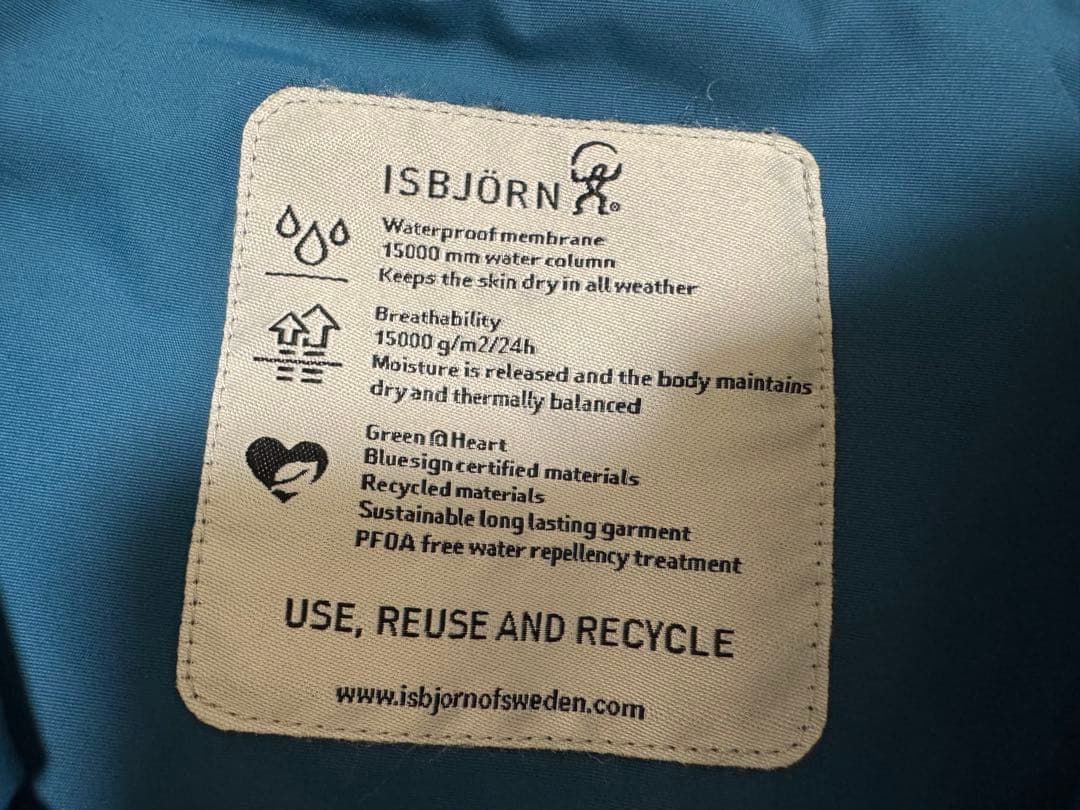 ISBJÖRN
Waterproof membrane
15000 mm water column
Keeps the skin dry in all weather
Breathability
15000 g/m2/24h
Moisture is released and the body maintains
dry and thermally balanced
Green @ Heart
Bluesign certified materials
Recycled materials
Sustainable long lasting garment
PFOA free water repellency treatment
USE, REUSE AND RECYCLE
www.isbjornofsweden.com